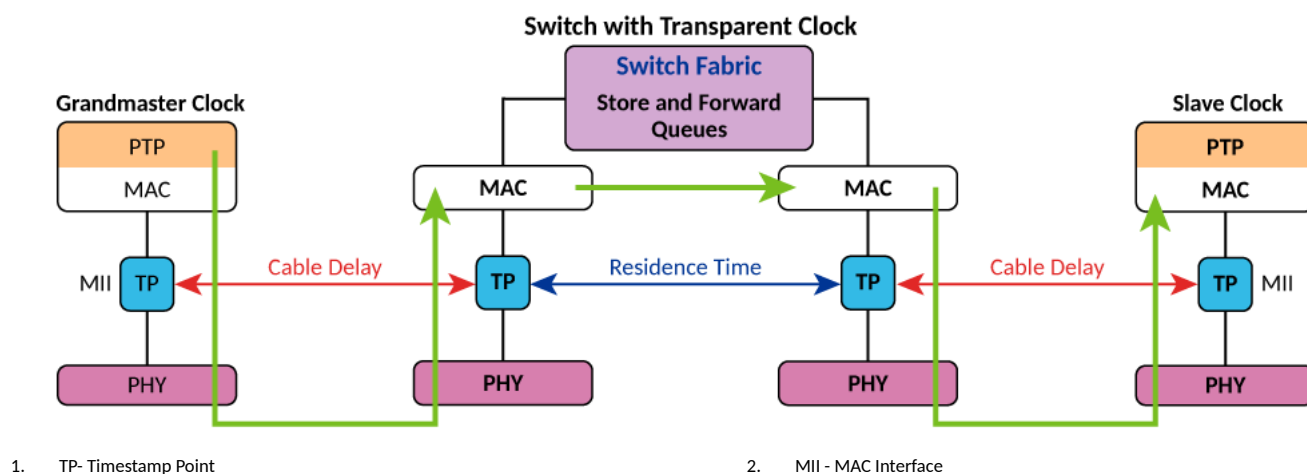 Switch with Transparent Clock
Switch Fabric
Store and Forward
Queues
Grandmaster Clock
PTP
MAC
MII
TP
PHY
Cable Delay
MAC
TP
PHY
Residence Time
MAC
TP
PHY
Cable Delay
Slave Clock
PTP
MAC
TP
MII
PHY
1. TP- Timestamp Point
2. MII - MAC Interface